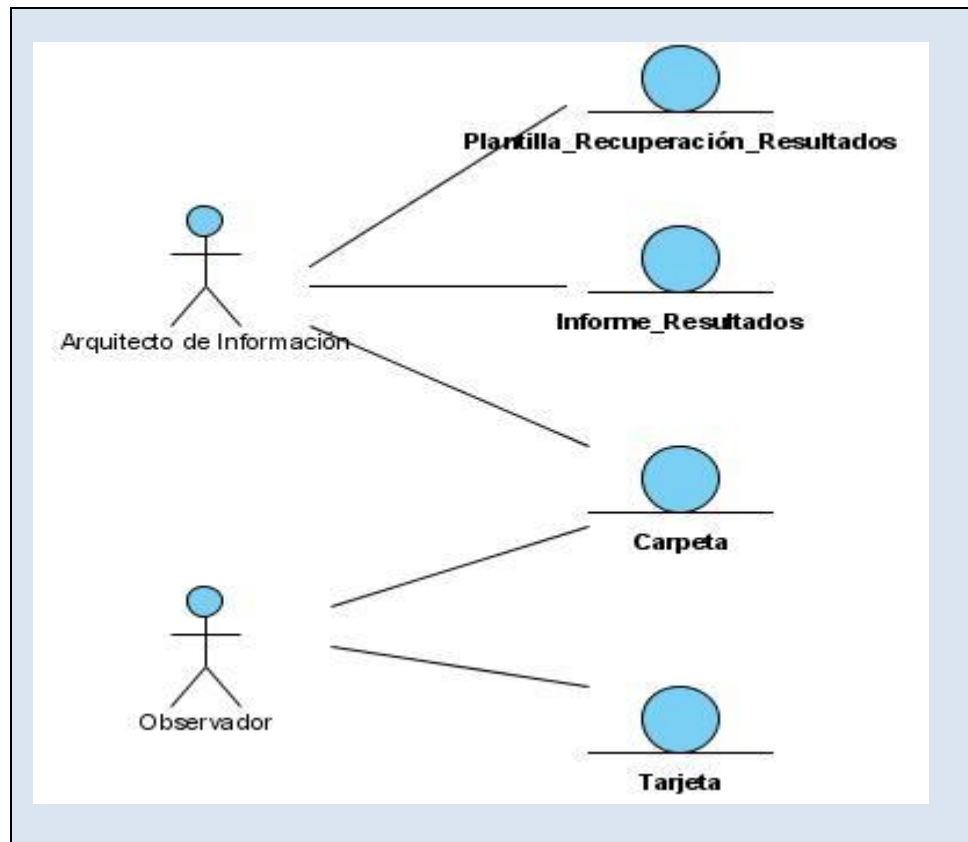 Plantilla_Recuperación_Resultados
Arquitecto de Información
Informe_Resultados
Carpeta
Observador
Tarjeta